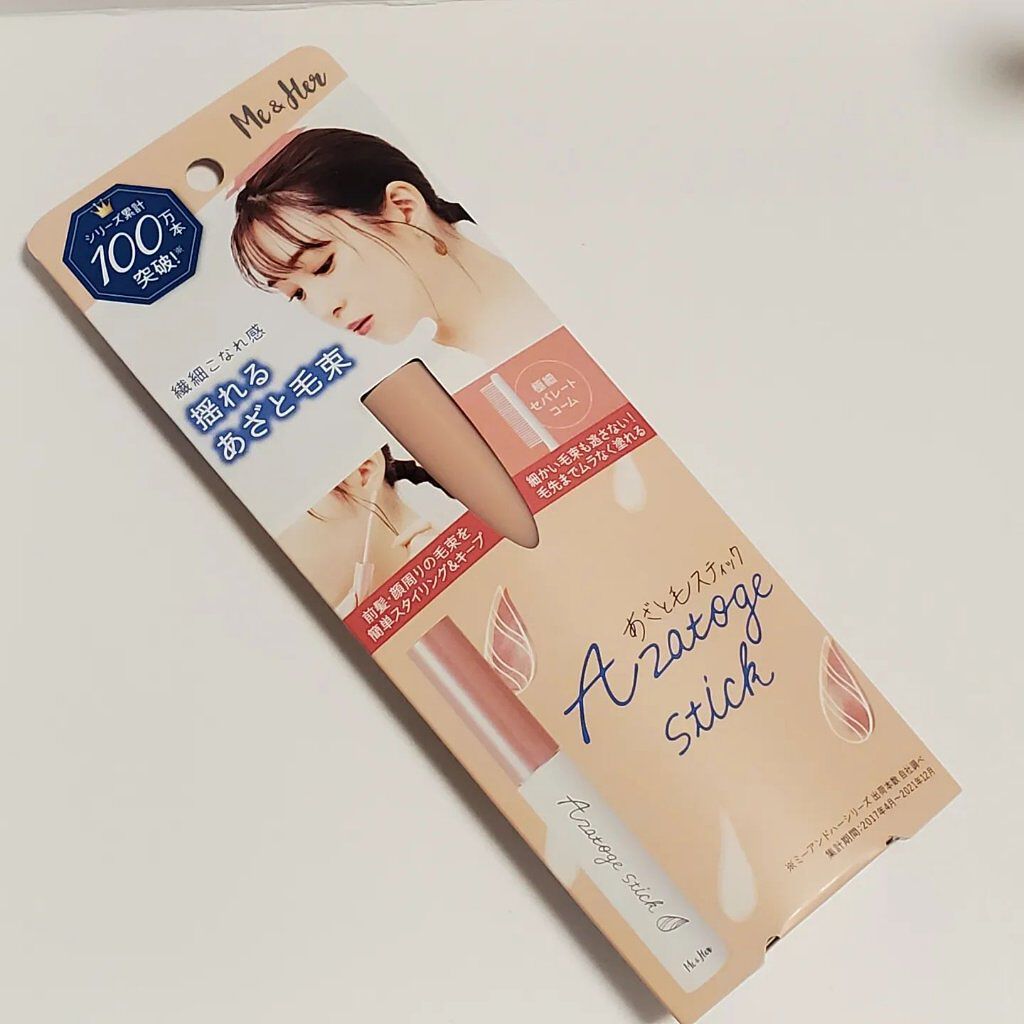 Me & Her
シリーズ累計
100万本
突破!※
繊細こなれ感
揺れる
あざと毛束
極細
セパレート
コーム
細かい毛束も逃さない!
毛先までムラなく塗れる
前髪・顔周りの毛束を
簡単スタイリング&キープ
あざと毛スティック
Azatoge
stick
Azatoge stick
Me & Her
※ミーアンドハーシリーズ 出荷本数 自社調べ
集計期間:2017年4月~2021年12月